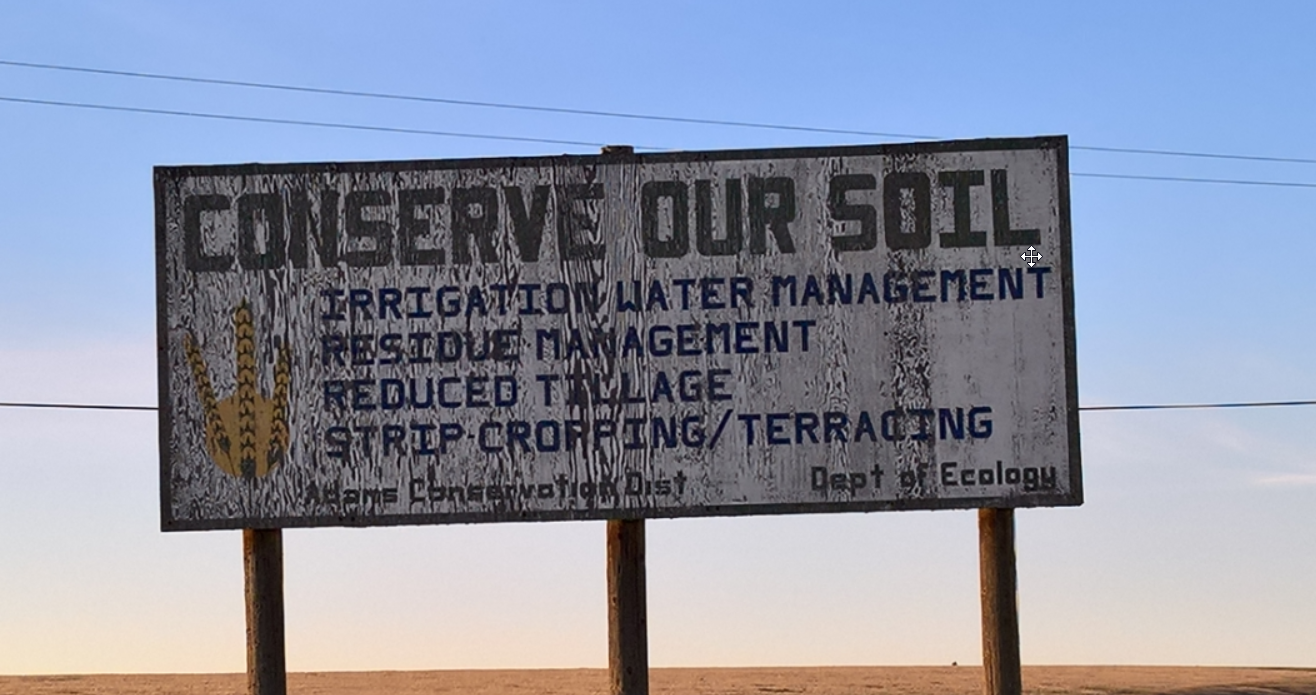 CONSERVE OUR SOIL
IRRIGATION WATER MANAGEMENT
RESIDUE MANAGEMENT
REDUCED TILLAGE
STRIP-CROPPING/TERRACING
Adams Conservation Dist Dept of Ecology